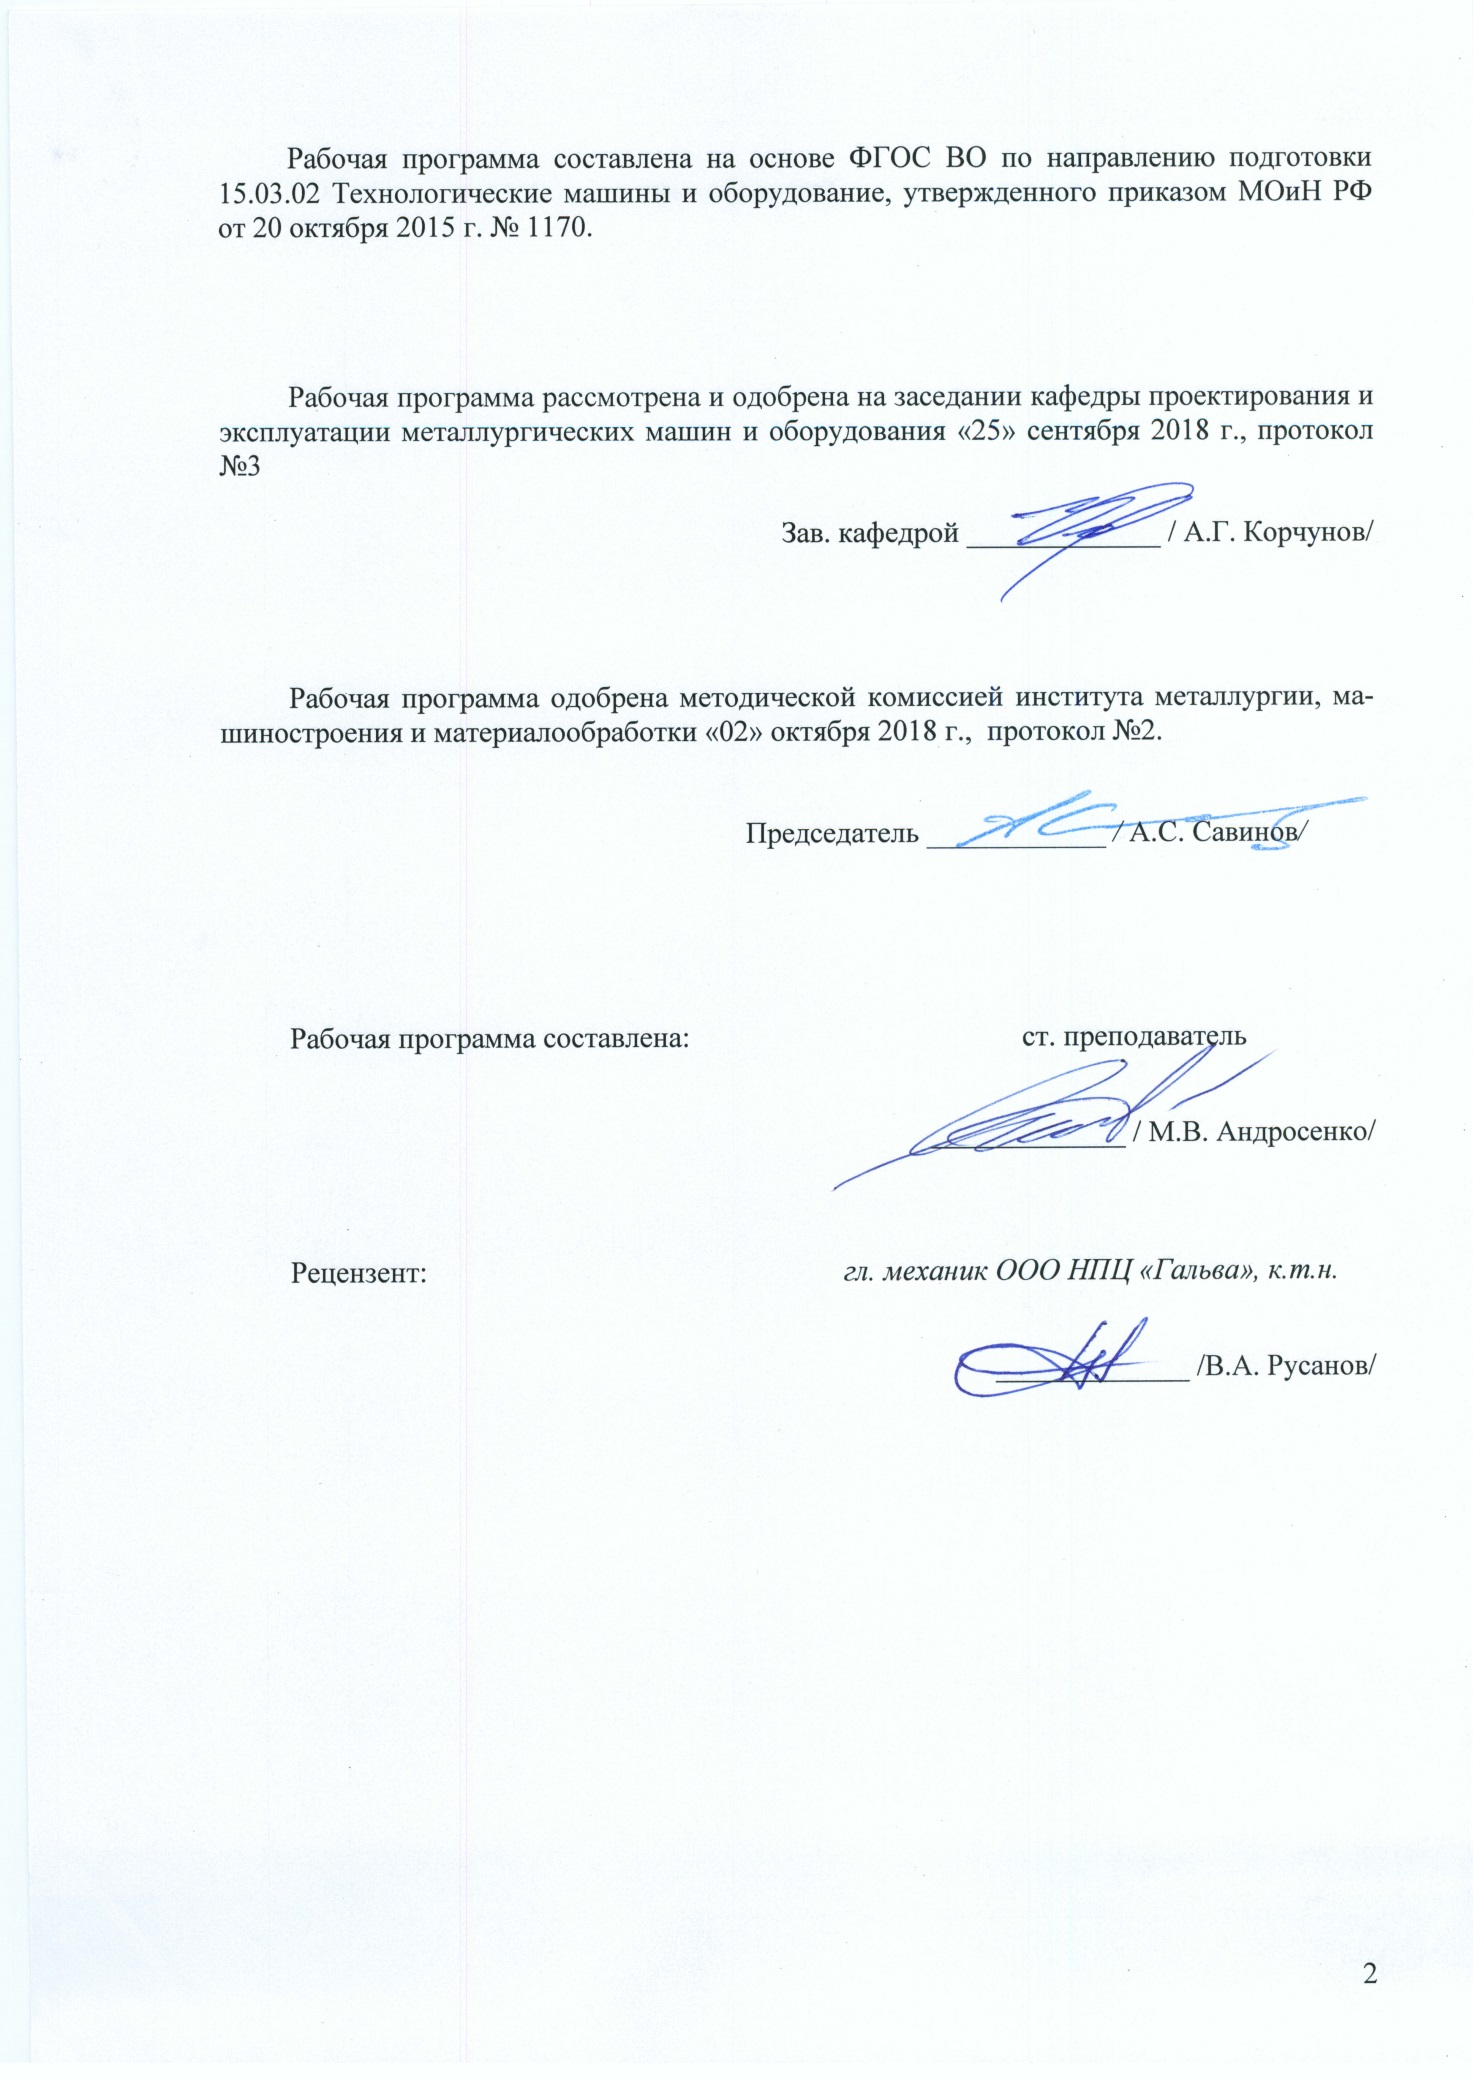 Рабочая программа составлена на основе ФГОС ВО по направлению подготовки
15.03.02 Технологические машины и оборудование, утвержденного приказом МОиН РФ
от 20 октября 2015 г. № 1170.
Рабочая программа рассмотрена и одобрена на заседании кафедры проектирования и
эксплуатации металлургических машин и оборудования «25» сентября 2018 г., протокол
№3
Зав. кафедрой ______________ / А.Г. Корчунов/
Рабочая программа одобрена методической комиссией института металлургии, ма-
шиностроения и материалообработки «02» октября 2018 г., протокол №2.
Председатель _____________ / А.С. Савинов/
Рабочая программа составлена: ст. преподаватель
______________ / М.В. Андросенко/
Рецензент: гл. механик ООО НПЦ «Гальва», к.т.н.
______________ /В.А. Русанов/
2